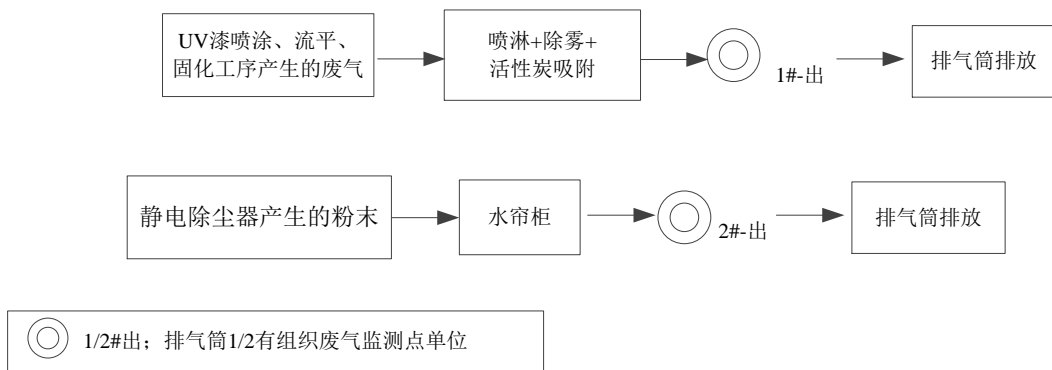 UV漆喷涂、流平、
固化工序产生的废气
喷淋+除雾+
活性炭吸附
1#-出
排气筒排放
静电除尘器产生的粉末
水帘柜
2#-出
排气筒排放
1/2#出；排气筒1/2有组织废气监测点单位